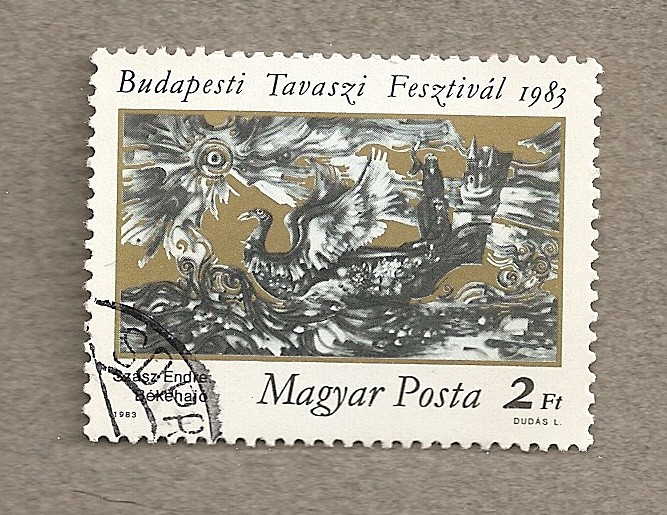 Budapesti Tavaszi Fesztivál 1983
Szász Endre
Békehajó
1983
Magyar Posta 2 Ft
DUDÁS L.